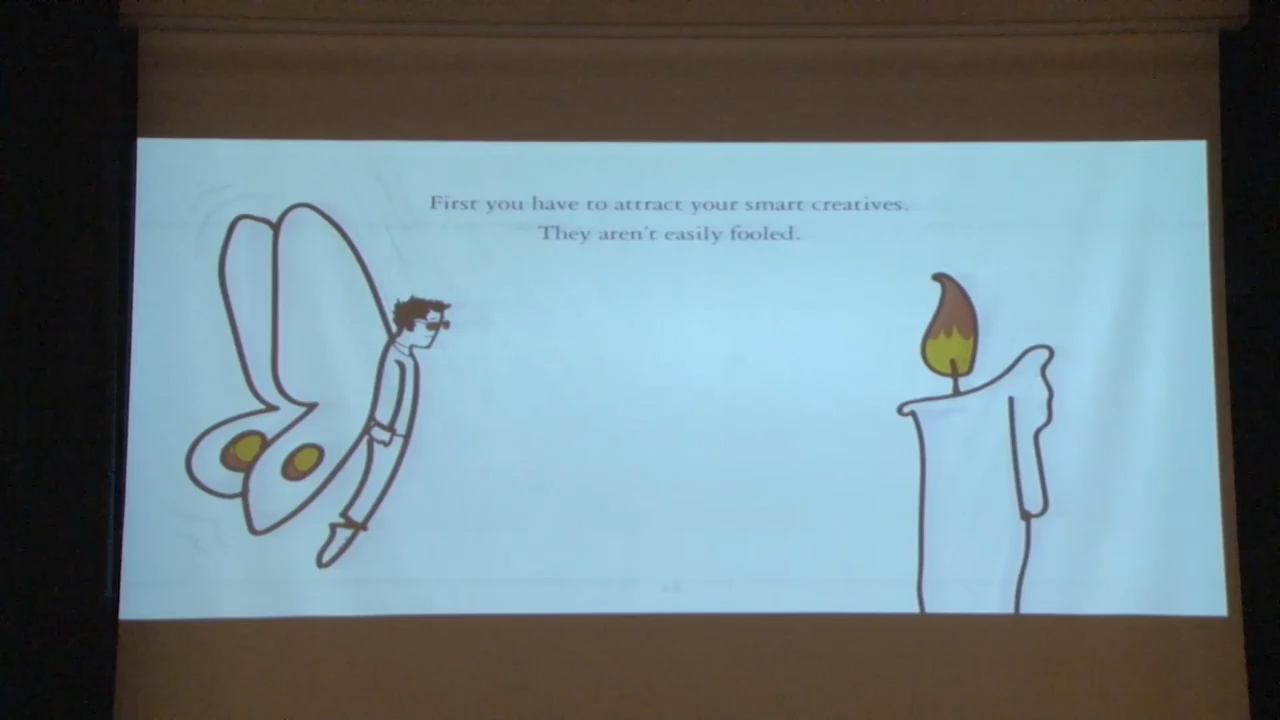 First you have to attract your smart creatives.
They aren't easily fooled.